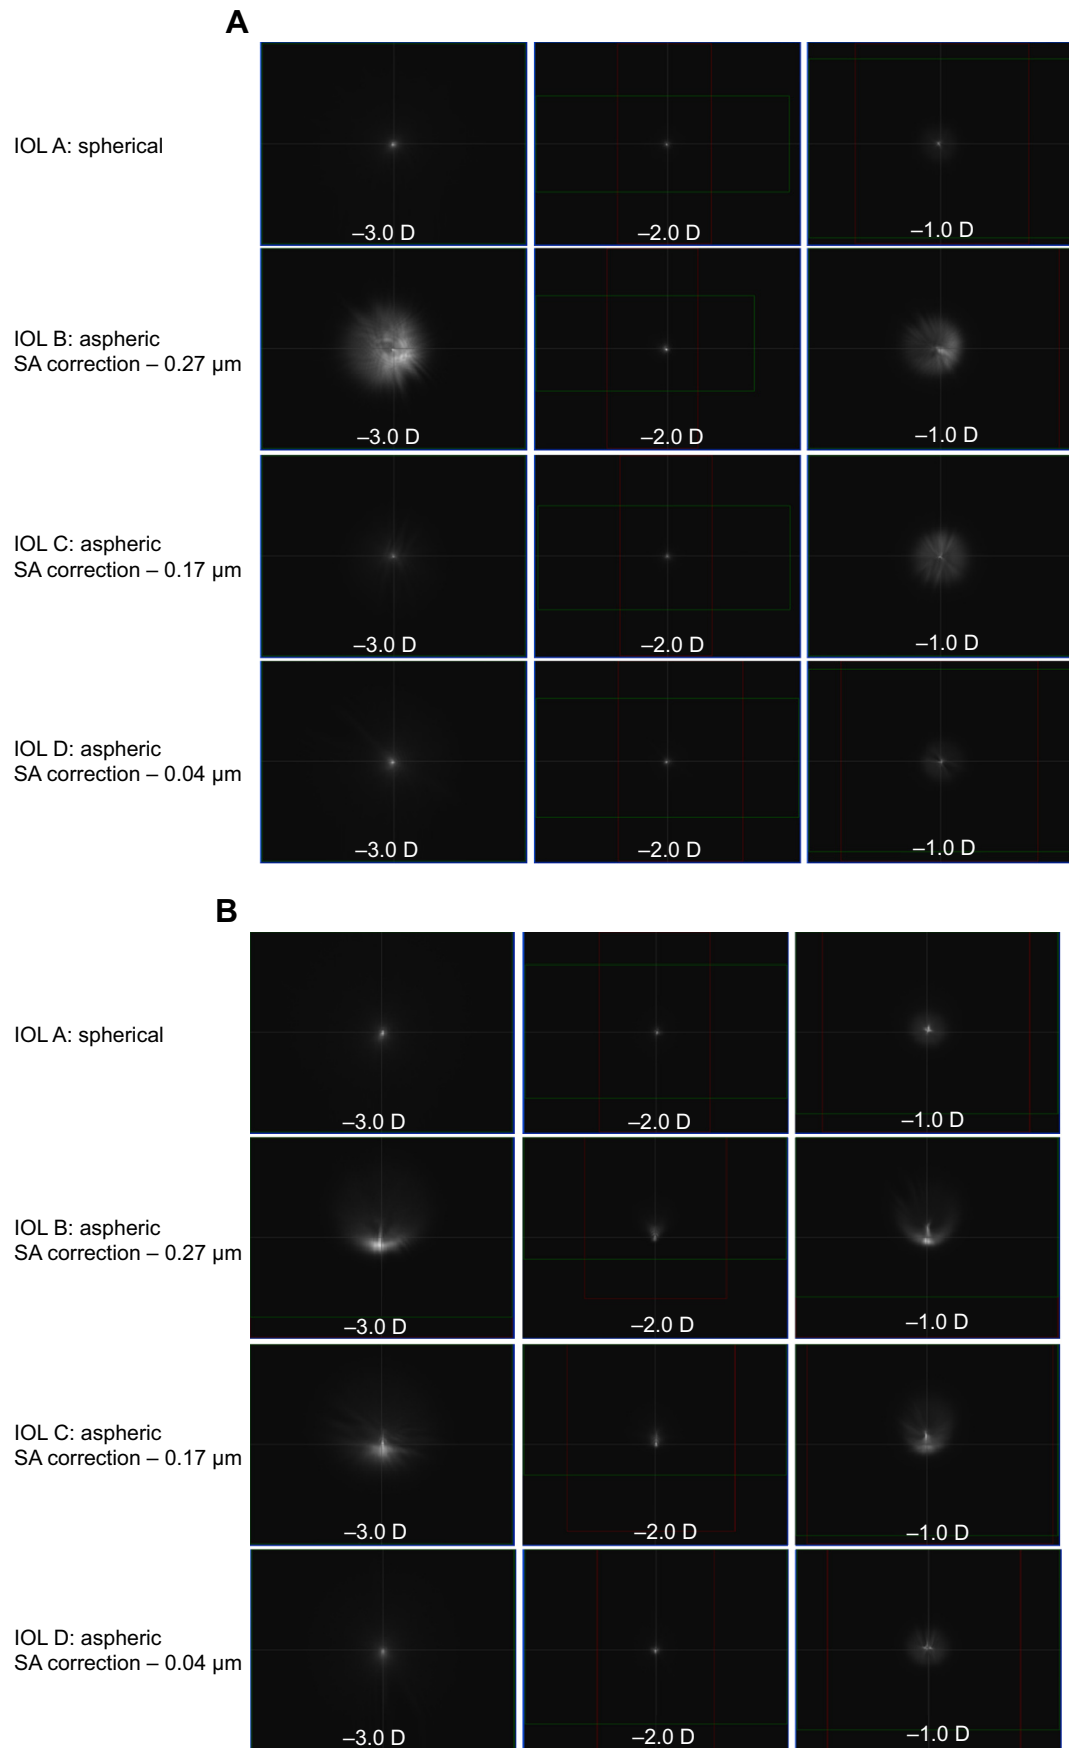 A
IOL A: spherical
–3.0 D
–2.0 D
–1.0 D
IOL B: aspheric
SA correction – 0.27 µm
–3.0 D
–2.0 D
–1.0 D
IOL C: aspheric
SA correction – 0.17 µm
–3.0 D
–2.0 D
–1.0 D
IOL D: aspheric
SA correction – 0.04 µm
–3.0 D
–2.0 D
–1.0 D
B
IOL A: spherical
–3.0 D
–2.0 D
–1.0 D
IOL B: aspheric
SA correction – 0.27 µm
–3.0 D
–2.0 D
–1.0 D
IOL C: aspheric
SA correction – 0.17 µm
–3.0 D
–2.0 D
–1.0 D
IOL D: aspheric
SA correction – 0.04 µm
–3.0 D
–2.0 D
–1.0 D